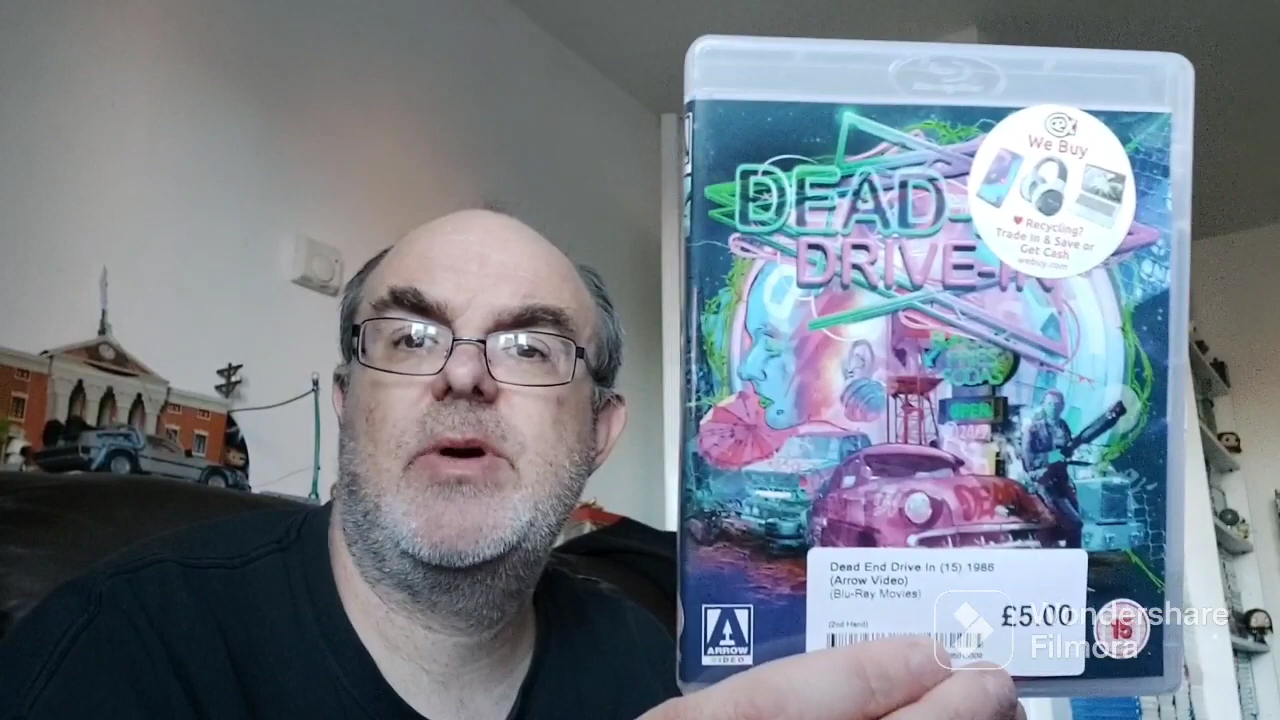 DEAD
DRIVE-IN
We Buy
Recycling?
Trade In & Save or
Get Cash
webuy.com
OPEN
Dead End Drive In (15) 1986
(Arrow Video)
(Blu-Ray Movies)
£5.00
(2nd Hand)
15
ARROW
VIDEO
Wondershare
Filmora